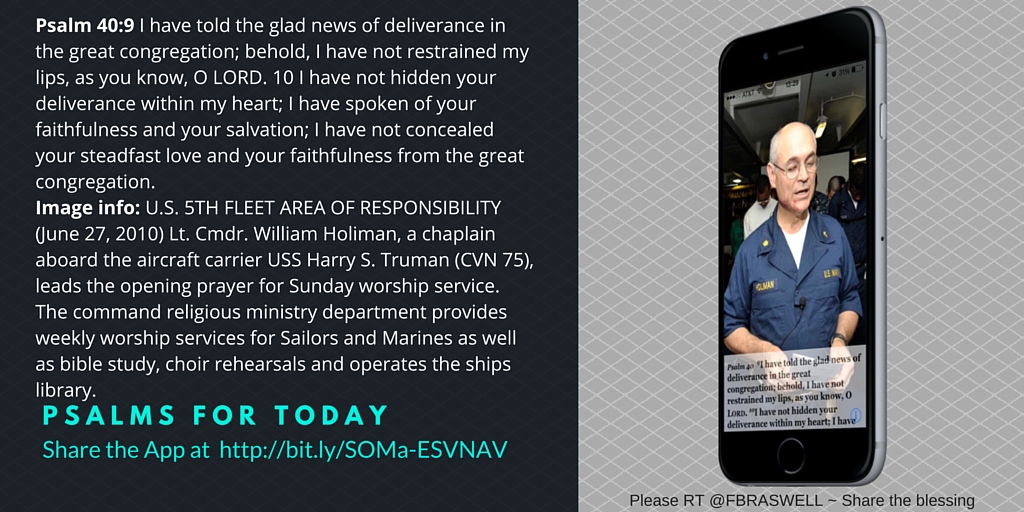 Psalm 40:9 I have told the glad news of deliverance in
the great congregation; behold, I have not restrained my
lips, as you know, O LORD. 10 I have not hidden your
deliverance within my heart; I have spoken of your
faithfulness and your salvation; I have not concealed
your steadfast love and your faithfulness from the great
congregation.
Image info: U.S. 5TH FLEET AREA OF RESPONSIBILITY
(June 27, 2010) Lt. Cmdr. William Holiman, a chaplain
aboard the aircraft carrier USS Harry S. Truman (CVN 75),
leads the opening prayer for Sunday worship service.
The command religious ministry department provides
weekly worship services for Sailors and Marines as well
as bible study, choir rehearsals and operates the ships
library.
PSALMS FOR TODAY
Share the App at http://bit.ly/SOMa-ESVNAV
AT&T 13:29 31%
U.S. NA
Psalm 40 9I have told the glad news of
deliverance in the great
congregation; behold, I have not
restrained my lips, as you know, O
LORD. 10I have not hidden your
deliverance within my heart; I have
Please RT @FBRASWELL ~ Share the blessing